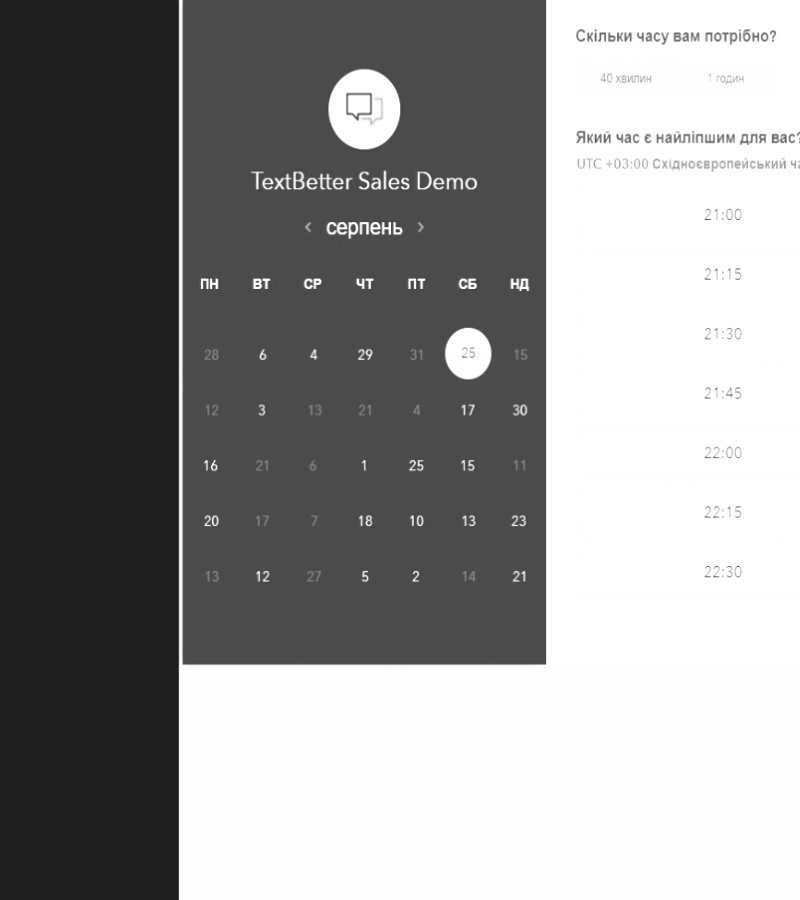 TextBetter Sales Demo
< серпень >
ПН ВТ СР ЧТ ПТ СБ НД
28 6 4 29 31 25 15
12 3 13 21 4 17 30
16 21 6 1 25 15 11
20 17 7 18 10 13 23
13 12 27 5 2 14 21
Скільки часу вам потрібно?
40 хвилин 1 годин
Який час є найліпшим для вас?
UTC +03:00 Східноєвропейський ча
21:00
21:15
21:30
21:45
22:00
22:15
22:30